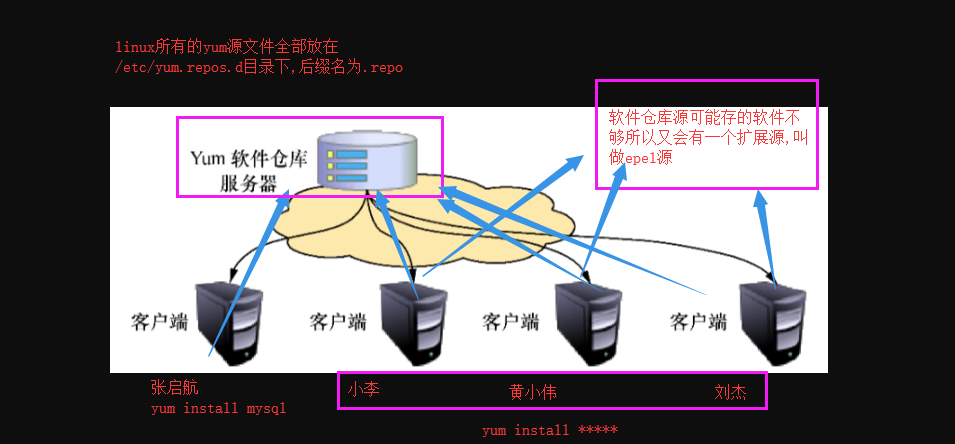 linux所有的yum源文件全部放在
/etc/yum.repos.d目录下,后缀名为.repo
软件仓库源可能存的软件不
够所以又会有一个扩展源,叫
做epel源
Yum 软件仓库
服务器
客户端
客户端
客户端
客户端
张启航
yum install mysql
小李
黄小伟
刘杰
yum install *****